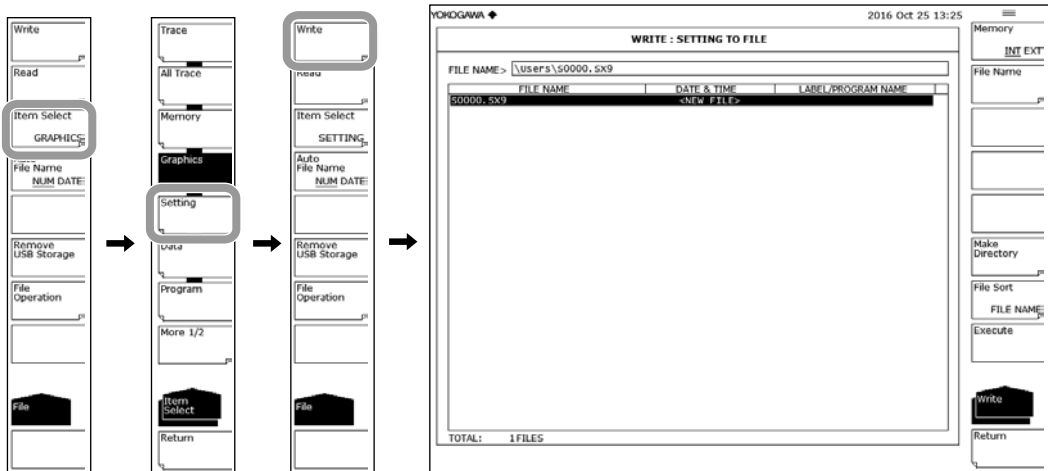 Write
Read
Item Select
GRAPHICS
File Name
NUM DATE
Remove
USB Storage
File
Operation
File
Trace
All Trace
Memory
Graphics
Setting
Data
Program
More 1/2
Item
Select
Return
Write
Read
Item Select
SETTING
Auto
File Name
NUM DATE
Remove
USB Storage
File
Operation
File
YOKOGAWA
2016 Oct 25 13:25
WRITE : SETTING TO FILE
FILE NAME> \Users\S0000.SX9
FILE NAME DATE & TIME LABEL/PROGRAM NAME
S0000.SX9 <NEW FILE>
TOTAL: 1FILES
Memory
INT EXT
File Name
Make
Directory
File Sort
FILE NAME
Execute
Write
Return